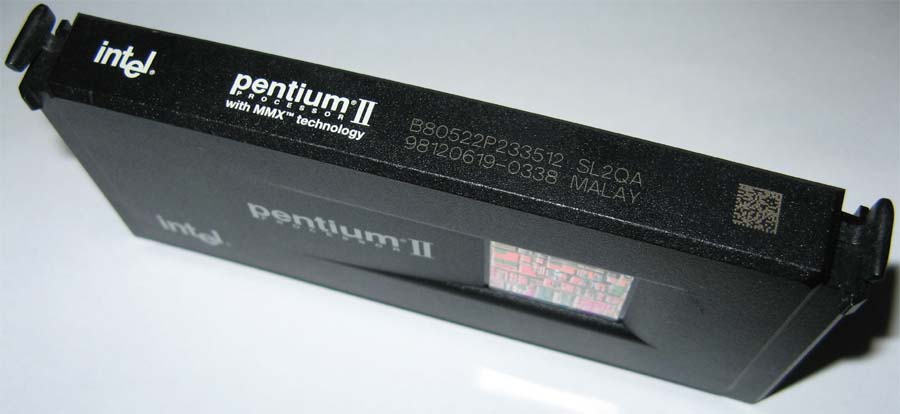 intel®
pentium® II
PROCESSOR
with MMX™ technology
B80522P233512 SL2QA
98120619-0338 MALAY
intel®
pentium® II
PROCESSOR